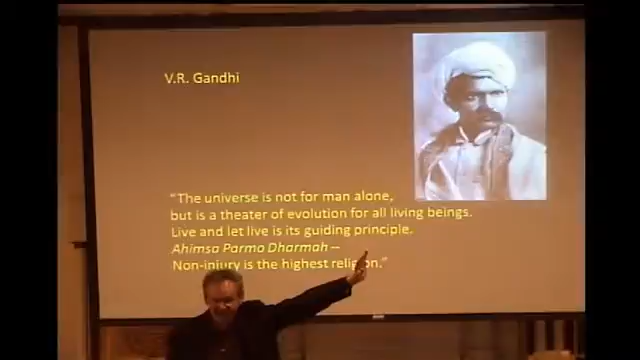 V.R. Gandhi
"The universe is not for man alone,
but is a theater of evolution for all living beings.
Live and let live is its guiding principle.
Ahimsa Parmo Dharmah –
Non-injury is the highest religion."